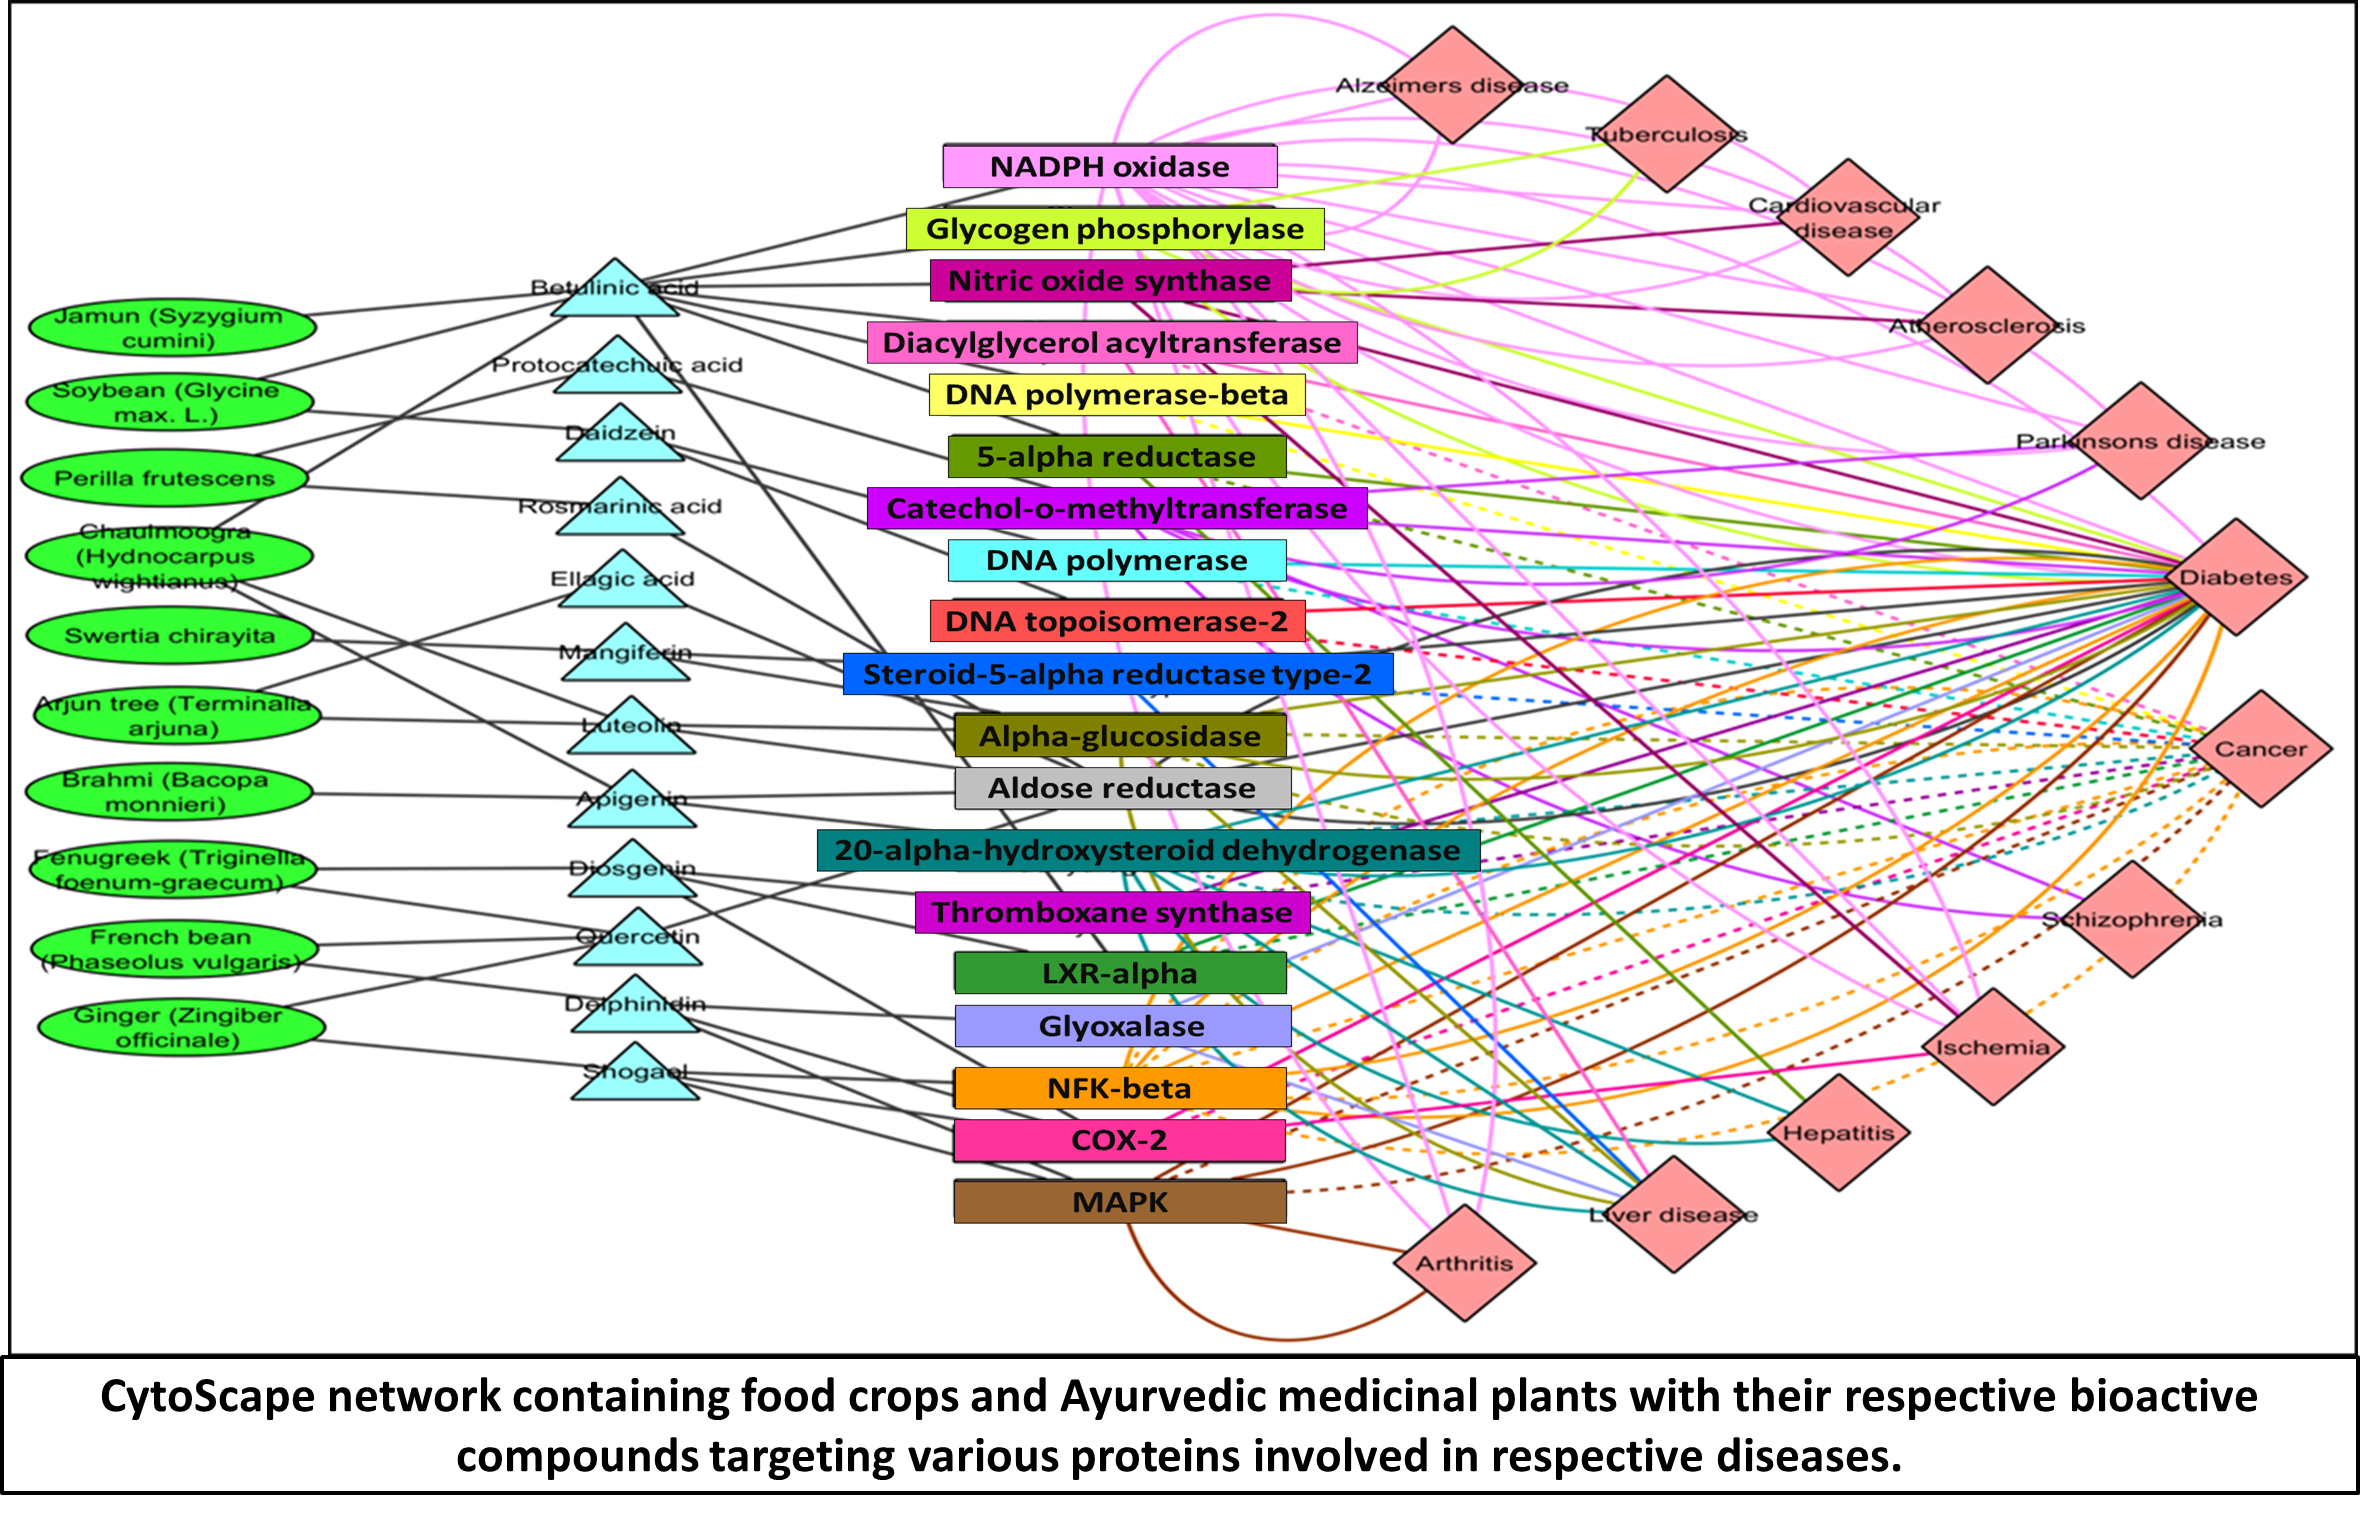 Jamun (Syzygium
cumini)
Soybean (Glycine
max. L.)
Perilla frutescens
Chaulmoogra
(Hydnocarpus
wightianus)
Swertia chirayita
Arjun tree (Terminalia
arjuna)
Brahmi (Bacopa
monnieri)
Fenugreek (Triginella
foenum-graecum)
French bean
(Phaseolus vulgaris)
Ginger (Zingiber
officinale)
Betulinic acid
Protocatechuic acid
Daidzein
Rosmarinic acid
Ellagic acid
Mangiferin
Luteolin
Apigenin
Diosgenin
Quercetin
Delphinidin
Shogaol
NADPH oxidase
Glycogen phosphorylase
Nitric oxide synthase
Diacylglycerol acyltransferase
DNA polymerase-beta
5-alpha reductase
Catechol-o-methyltransferase
DNA polymerase
DNA topoisomerase-2
Steroid-5-alpha reductase type-2
Alpha-glucosidase
Aldose reductase
20-alpha-hydroxysteroid dehydrogenase
Thromboxane synthase
LXR-alpha
Glyoxalase
NFK-beta
COX-2
MAPK
Alzeimers disease
Tuberculosis
Cardiovascular
disease
Atherosclerosis
Parkinsons disease
Diabetes
Cancer
Schizophrenia
Ischemia
Hepatitis
Liver disease
Arthritis
CytoScape network containing food crops and Ayurvedic medicinal plants with their respective bioactive
compounds targeting various proteins involved in respective diseases.